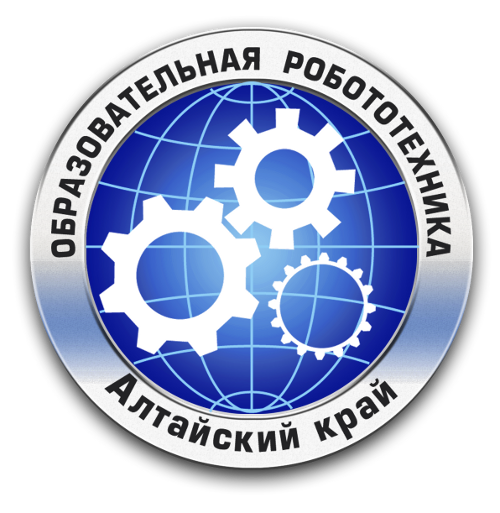 ОБРАЗОВАТЕЛЬНАЯ РОБОТОТЕХНИКА
Алтайский край